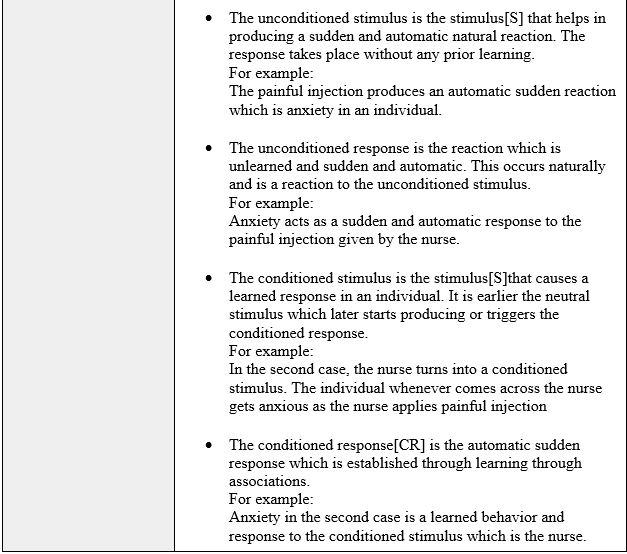 • The unconditioned stimulus is the stimulus[S] that helps in
producing a sudden and automatic natural reaction. The
response takes place without any prior learning.
For example:
The painful injection produces an automatic sudden reaction
which is anxiety in an individual.
• The unconditioned response is the reaction which is
unlearned and sudden and automatic. This occurs naturally
and is a reaction to the unconditioned stimulus.
For example:
Anxiety acts as a sudden and automatic response to the
painful injection given by the nurse.
• The conditioned stimulus is the stimulus[S]that causes a
learned response in an individual. It is earlier the neutral
stimulus which later starts producing or triggers the
conditioned response.
For example:
In the second case, the nurse turns into a conditioned
stimulus. The individual whenever comes across the nurse
gets anxious as the nurse applies painful injection
• The conditioned response[CR] is the automatic sudden
response which is established through learning through
associations.
For example:
Anxiety in the second case is a learned behavior and
response to the conditioned stimulus which is the nurse.